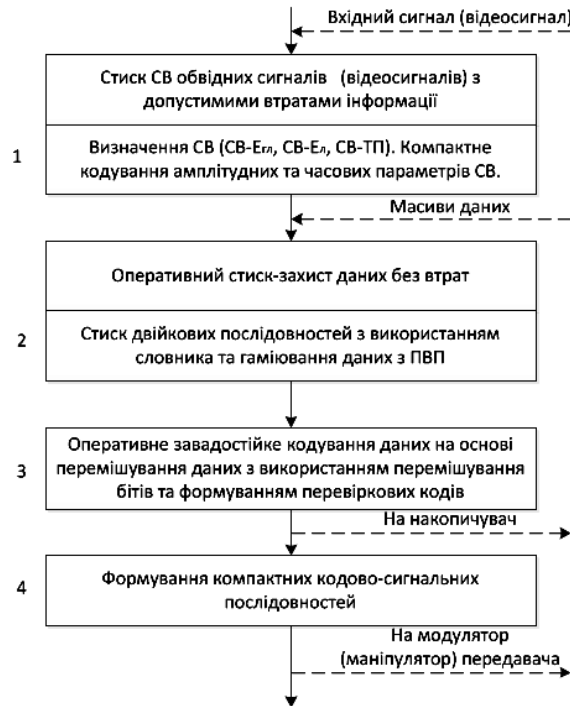 Вхідний сигнал (відеосигнал)
Стиск СВ обвідних сигналів (відеосигналів) з
допустимими втратами інформації
1
Визначення СВ (СВ-Егл, СВ-Ел, СВ-ТП). Компактне
кодування амплітудних та часових параметрів СВ.
Масиви даних
Оперативний стиск-захист даних без втрат
2
Стиск двійкових послідовностей з використанням
словника та гаміювання даних з ПВП
3
Оперативне завадостійке кодування даних на основі
перемішування даних з використанням перемішування
бітів та формуванням перевіркових кодів
На накопичувач
4
Формування компактних кодово-сигнальних
послідовностей
На модулятор
(маніпулятор) передавача